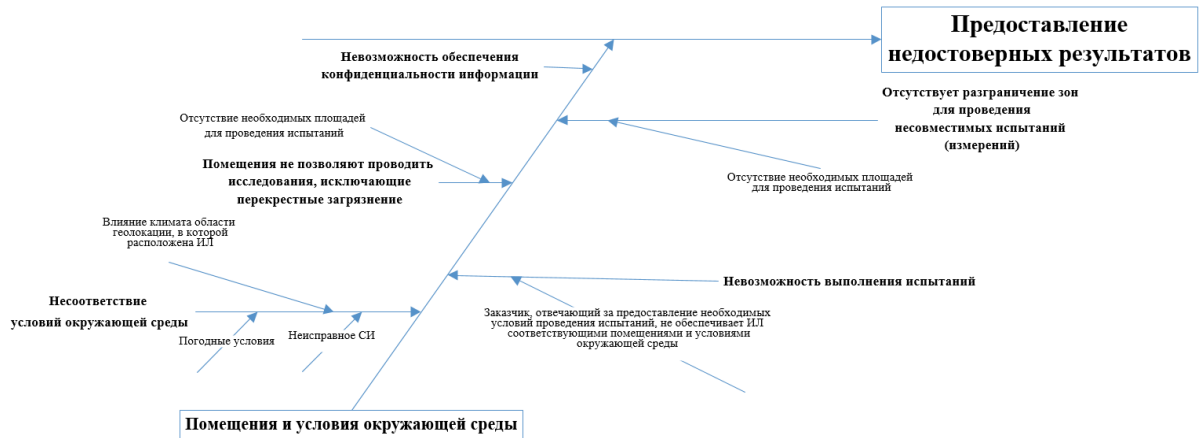 Предоставление
недостоверных результатов
Невозможность обеспечения
конфиденциальности информации
Отсутствует разграничение зон
для проведения
несовместимых испытаний
(измерений)
Отсутствие необходимых площадей
для проведения испытаний
Помещения не позволяют проводить
исследования, исключающие
перекрестные загрязнение
Отсутствие необходимых площадей
для проведения испытаний
Влияние климата области
геолокации, в которой
расположена ИЛ
Невозможность выполнения испытаний
Несоответствие
условий окружающей среды
Погодные условия
Неисправное СИ
Заказчик, отвечающий за предоставление необходимых
условий проведения испытаний, не обеспечивает ИЛ
соответствующими помещениями и условиями
окружающей среды
Помещения и условия окружающей среды